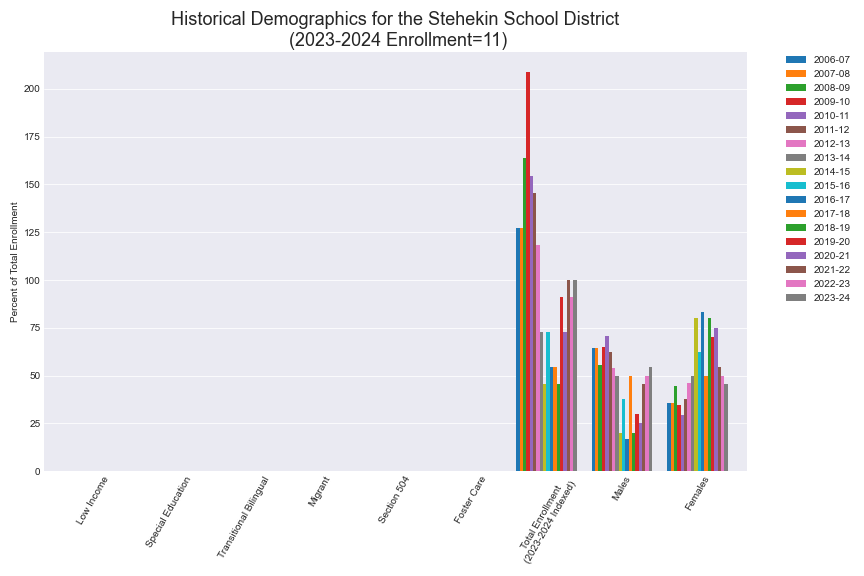 Historical Demographics for the Stehekin School District
(2023-2024 Enrollment=11)
Percent of Total Enrollment
200
175
150
125
100
75
50
25
0
Low Income
Special Education
Transitional Bilingual
Migrant
Section 504
Foster Care
Total Enrollment
(2023-2024 Indexed)
Males
Females
2006-07
2007-08
2008-09
2009-10
2010-11
2011-12
2012-13
2013-14
2014-15
2015-16
2016-17
2017-18
2018-19
2019-20
2020-21
2021-22
2022-23
2023-24